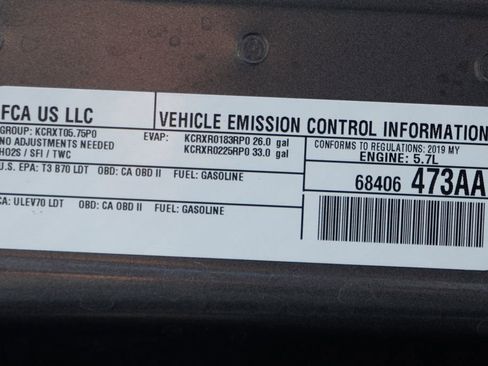 FCA US LLC
VEHICLE EMISSION CONTROL INFORMATION
GROUP: KCRXT05.75P0
EVAP: KCRXR0183RP0 26.0 gal
KCRXR0225RP0 33.0 gal
NO ADJUSTMENTS NEEDED
HO2S / SFI / TWC
CONFORMS TO REGULATIONS: 2019 MY
ENGINE: 5.7L
U.S. EPA: T3 B70 LDT OBD: CA OBD II FUEL: GASOLINE
68406 473AA
CA: ULEV70 LDT OBD: CA OBD II FUEL: GASOLINE